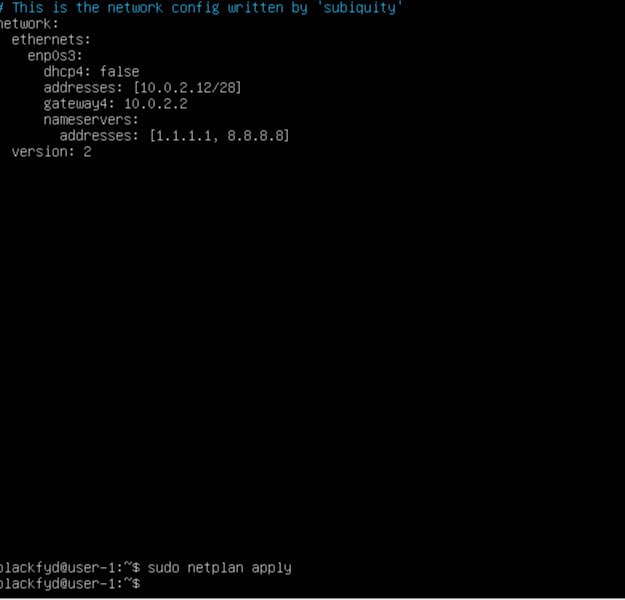 # This is the network config written by 'subiquity'
network:
  ethernets:
    enp0s3:
      dhcp4: false
      addresses: [10.0.2.12/28]
      gateway4: 10.0.2.2
      nameservers:
        addresses: [1.1.1.1, 8.8.8.8]
  version: 2
blackfyd@user-1:~$ sudo netplan apply
blackfyd@user-1:~$